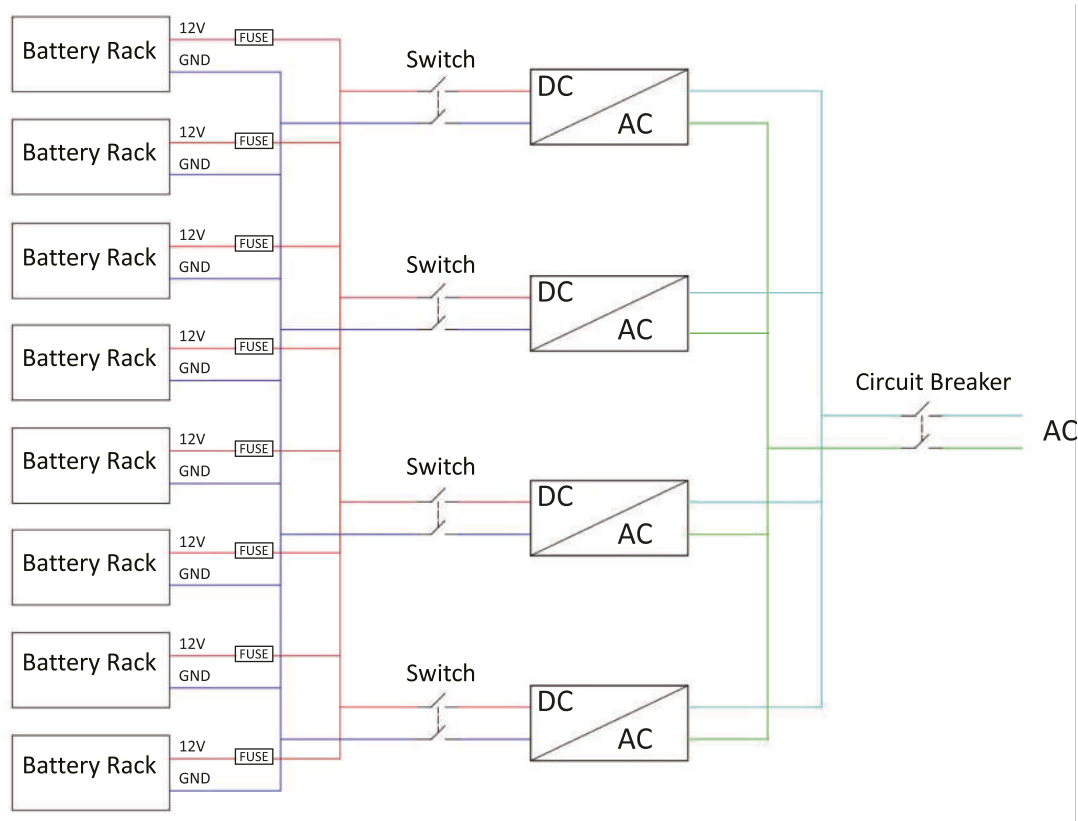 Battery Rack
12V
FUSE
GND
Switch
DC
AC
Battery Rack
12V
FUSE
GND
Battery Rack
12V
FUSE
GND
Switch
DC
AC
Battery Rack
12V
FUSE
GND
Circuit Breaker
AC
Battery Rack
12V
FUSE
GND
Switch
DC
AC
Battery Rack
12V
FUSE
GND
Battery Rack
12V
FUSE
GND
Switch
DC
AC
Battery Rack
12V
FUSE
GND